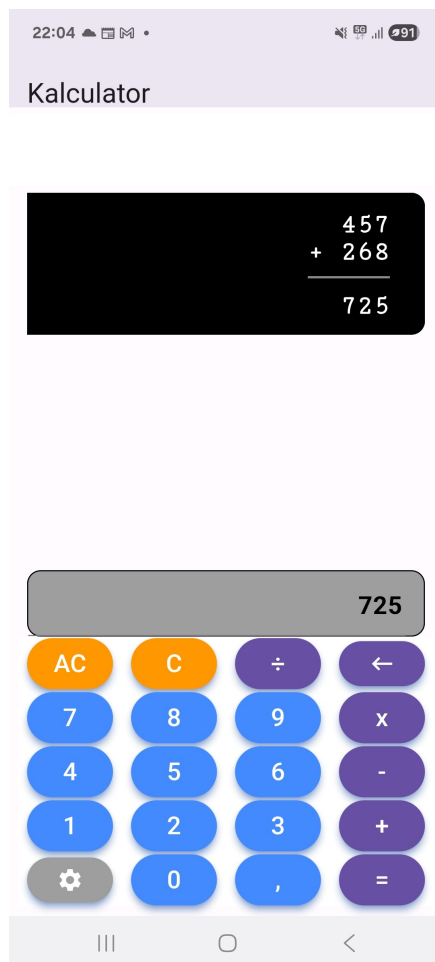 22:04
5G
91
Kalculator
457
+ 268
725
725
AC C ÷ ←
7 8 9 x
4 5 6 -
1 2 3 +
0 , =